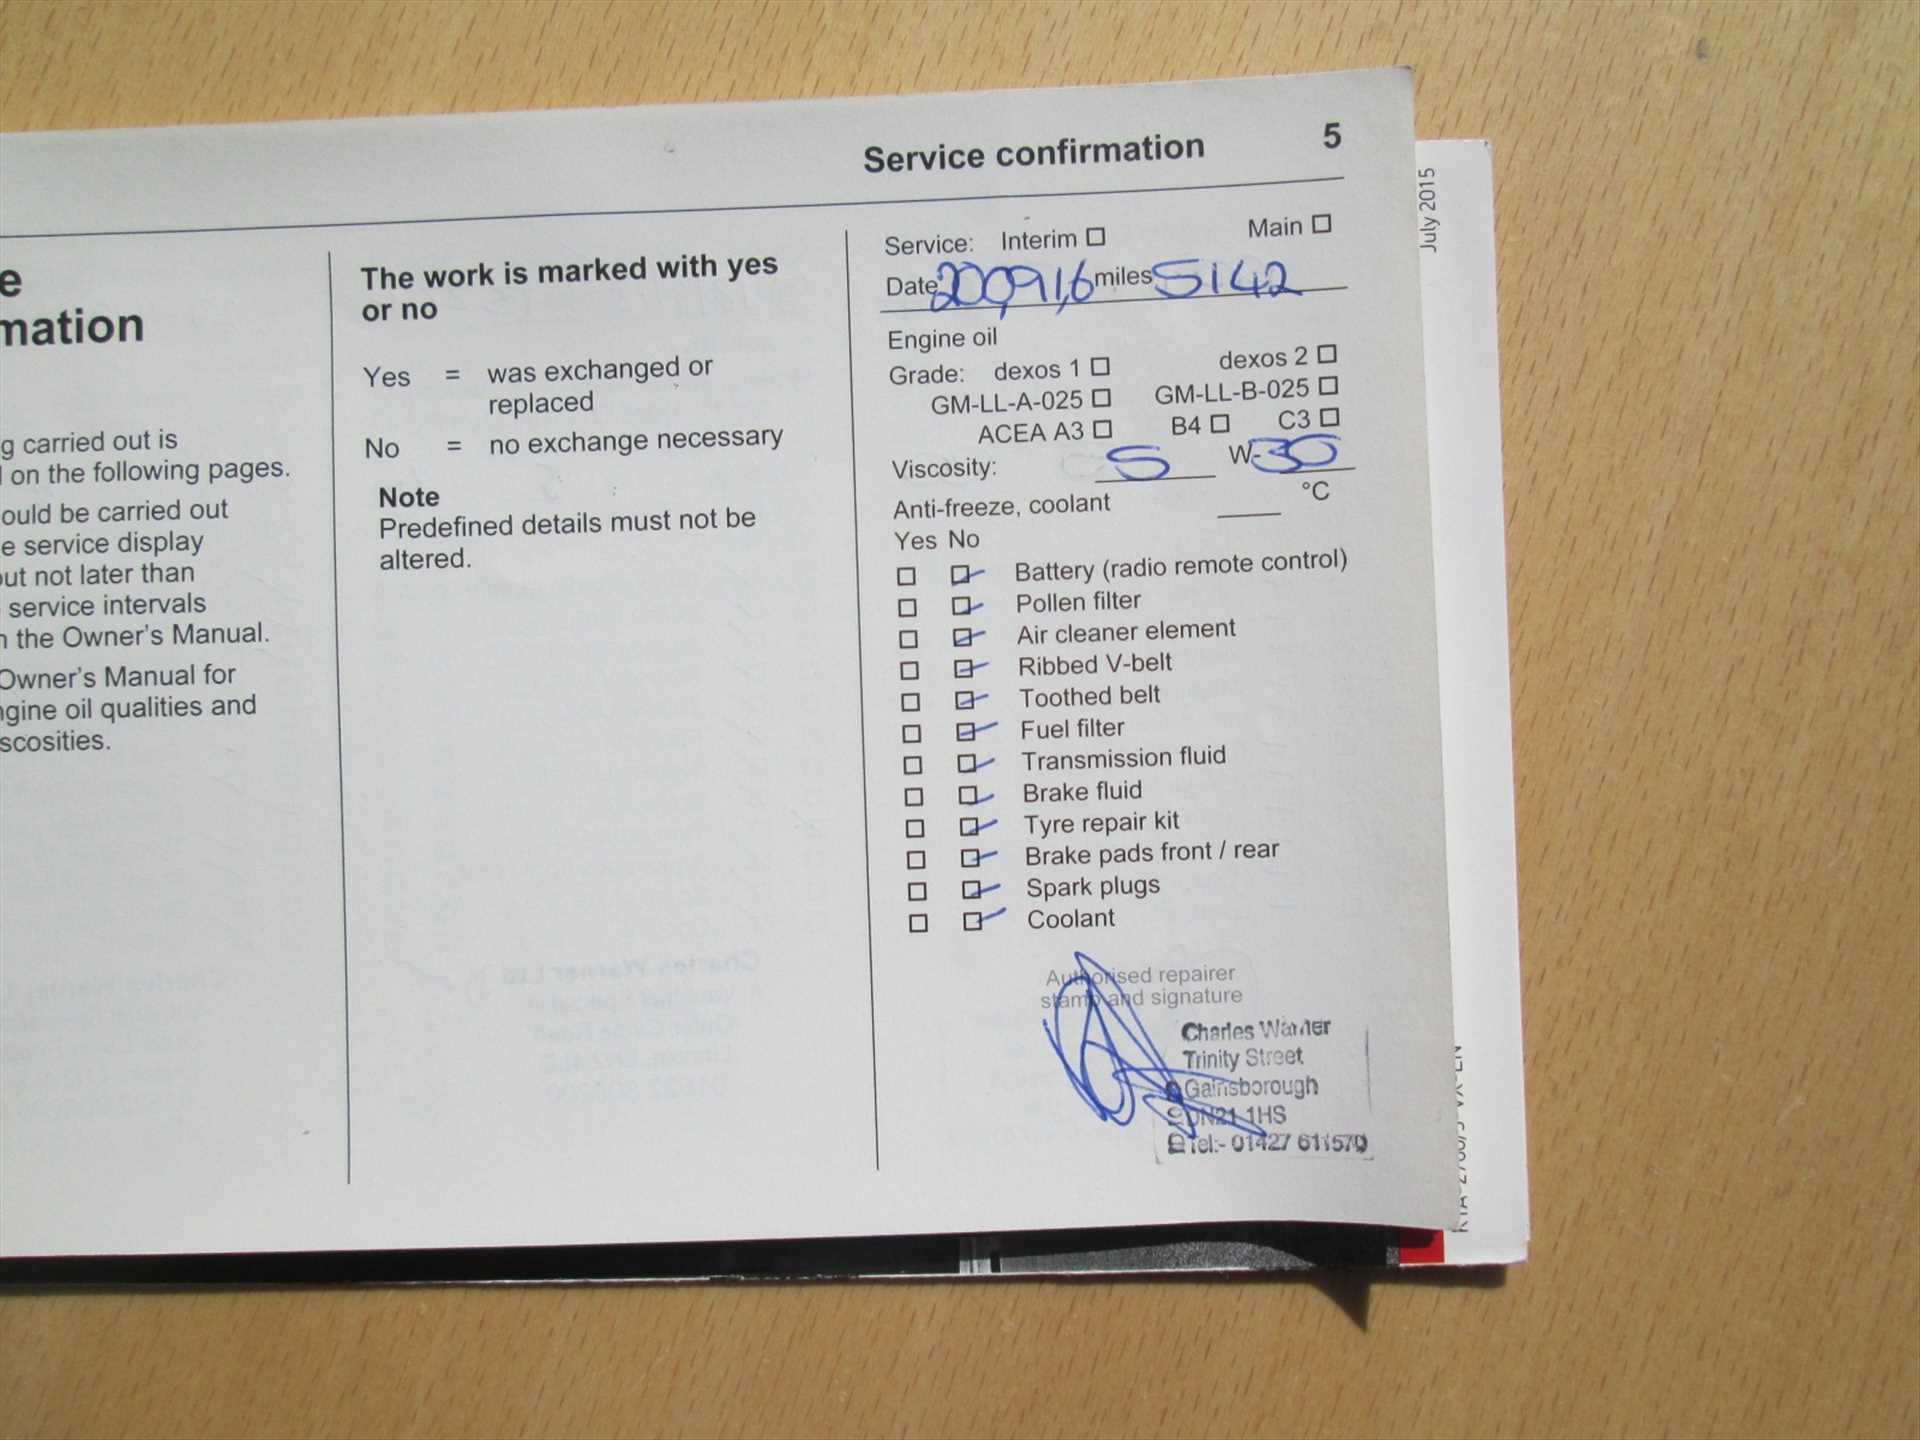 Service confirmation 5
e
mation
g carried out is
on the following pages.
ould be carried out
e service display
out not later than
service intervals
the Owner's Manual.
Owner's Manual for
ngine oil qualities and
scosities.
The work is marked with yes
or no
Yes = was exchanged or
replaced
No = no exchange necessary
Note
Predefined details must not be
altered.
Service: Interim Main
Date 20,9,16 miles 5142
Engine oil
Grade: dexos 1 dexos 2
GM-LL-A-025 GM-LL-B-025
ACEA A3 B4 C3
Viscosity: 5 W-30
Anti-freeze, coolant °C
Yes No
Battery (radio remote control)
Pollen filter
Air cleaner element
Ribbed V-belt
Toothed belt
Fuel filter
Transmission fluid
Brake fluid
Tyre repair kit
Brake pads front / rear
Spark plugs
Coolant
Authorised repairer
stamp and signature
Charles Warner
Trinity Street
Gainsborough
DN21 1HS
Tel:- 01427 611570
July 2015